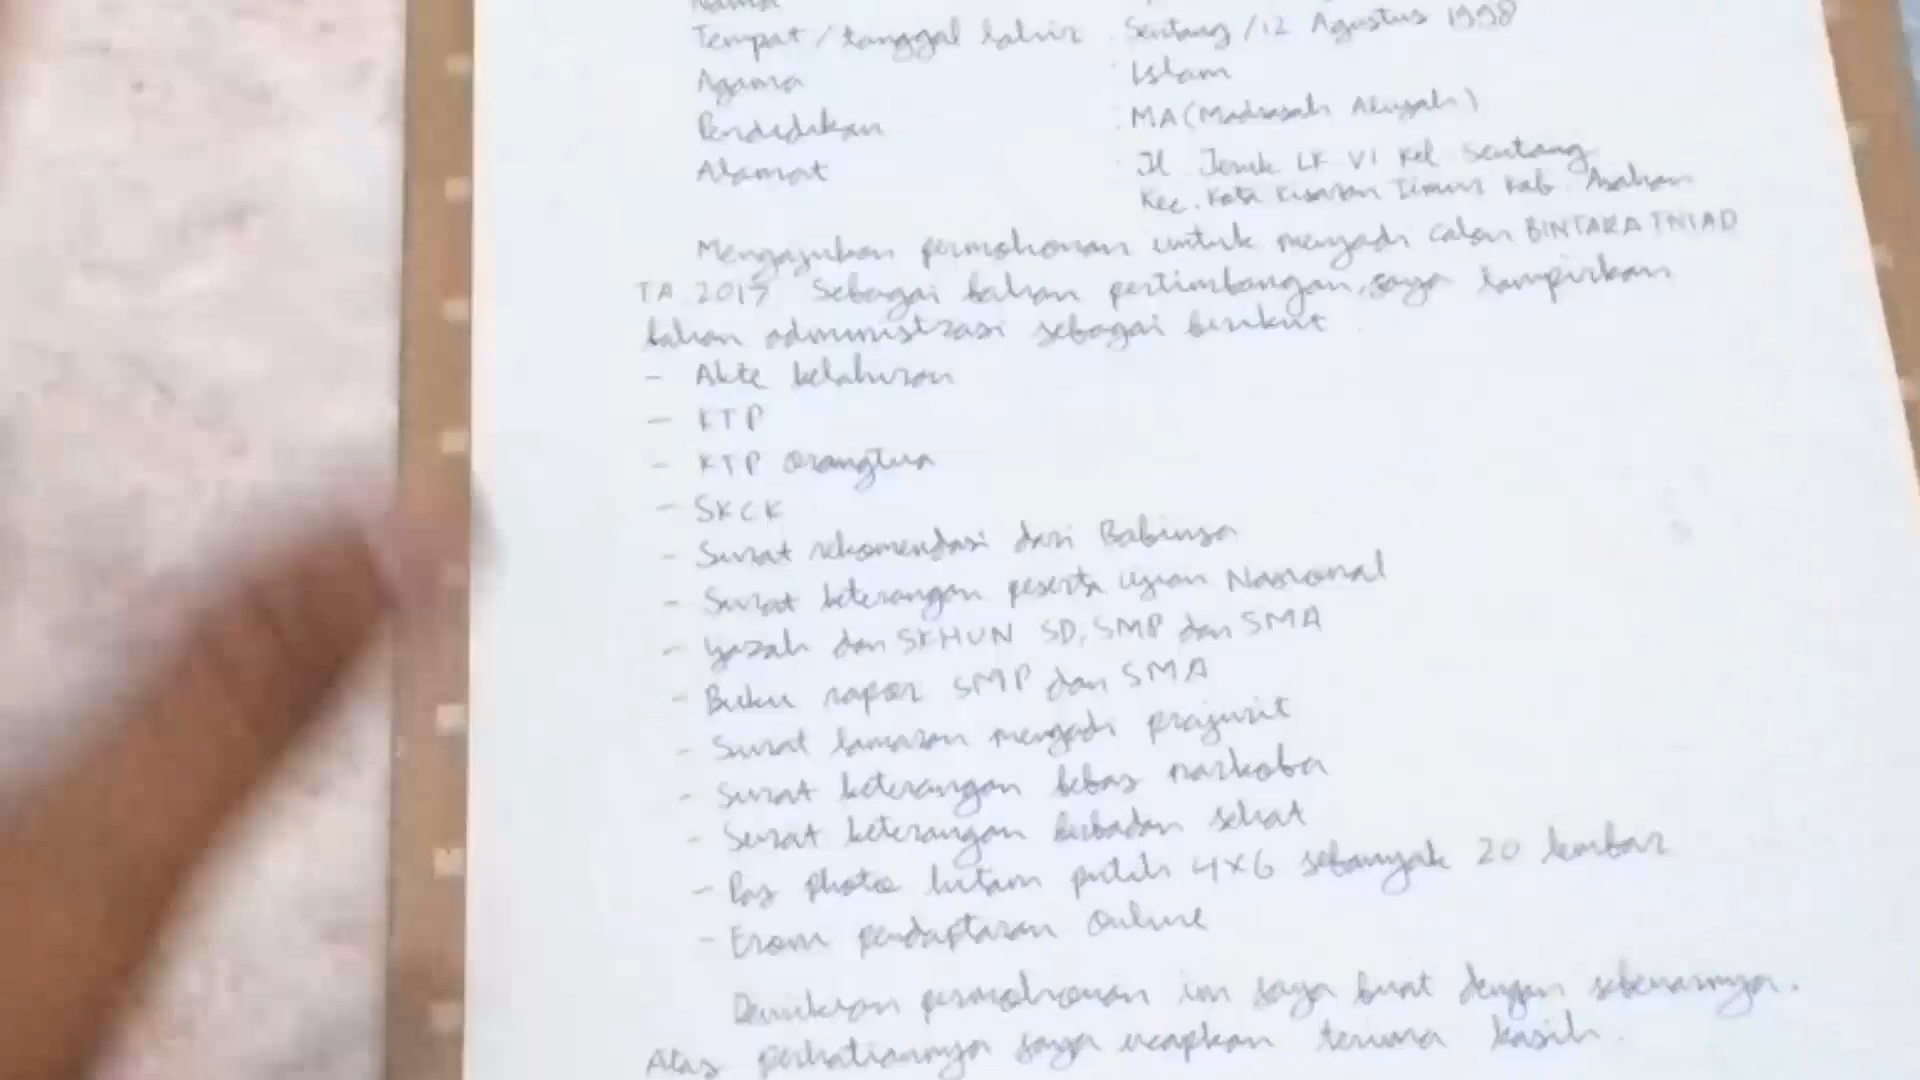 Nama
Tempat / tanggal lahir : Sentang / 12 Agustus 1998
Agama : Islam
Pendidikan : MA (Madrasah Aliyah)
Alamat : Jl. Jeruk LK VI Kel Sentang
Kec. Kota Kisaran Timur Kab. Asahan
Mengajukan permohonan untuk menjadi calon BINTARA TNI AD
TA 2017 Sebagai bahan pertimbangan, saya lampirkan
bahan administrasi sebagai berikut :
- Akte kelahiran
- KTP
- KTP Orangtua
- SKCK
- Surat rekomendasi dari Babinsa
- Surat keterangan peserta ujian Nasional
- Ijazah dan SKHUN SD, SMP dan SMA
- Buku rapor SMP dan SMA
- Surat lamaran menjadi prajurit
- Surat keterangan bebas narkoba
- Surat keterangan berbadan sehat
- Pas photo hitam putih 4x6 sebanyak 20 lembar
- pendaptaran Online
Demikian permohonan ini saya buat dengan sebenarnya.
Atas perhatiannya saya ucapkan terima kasih.